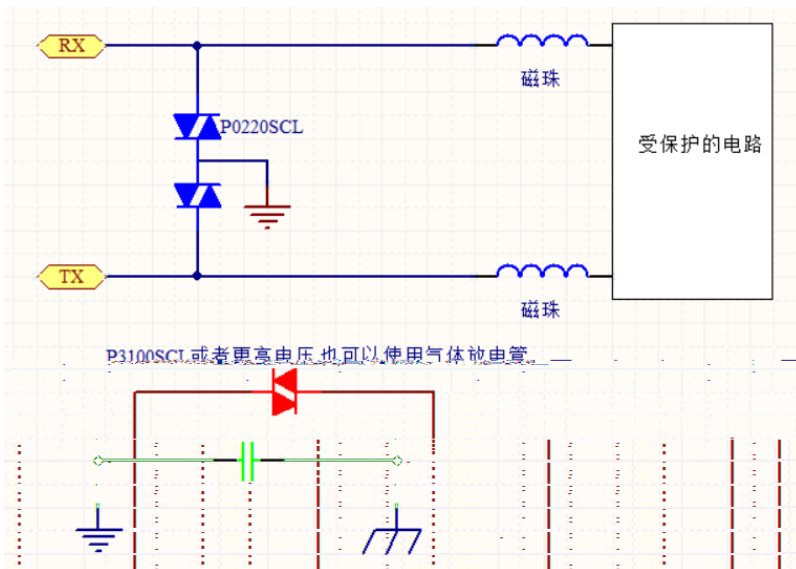 RX
磁珠
P0220SCL
受保护的电路
TX
磁珠
P3100SCL或者更高电压,也可以使用气体放电管。